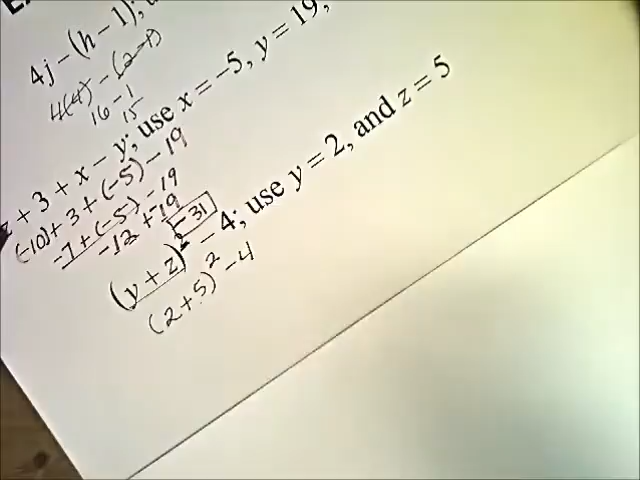 4j - (h - 1);
4(4) - (2 - 1)
16 - 1
15
z + 3 + x - y; use x = -5, y = 19,
(-10) + 3 + (-5) - 19
-7 + (-5) - 19
-12 + -19
-31
(y + z)² - 4; use y = 2, and z = 5
(2 + 5)² - 4